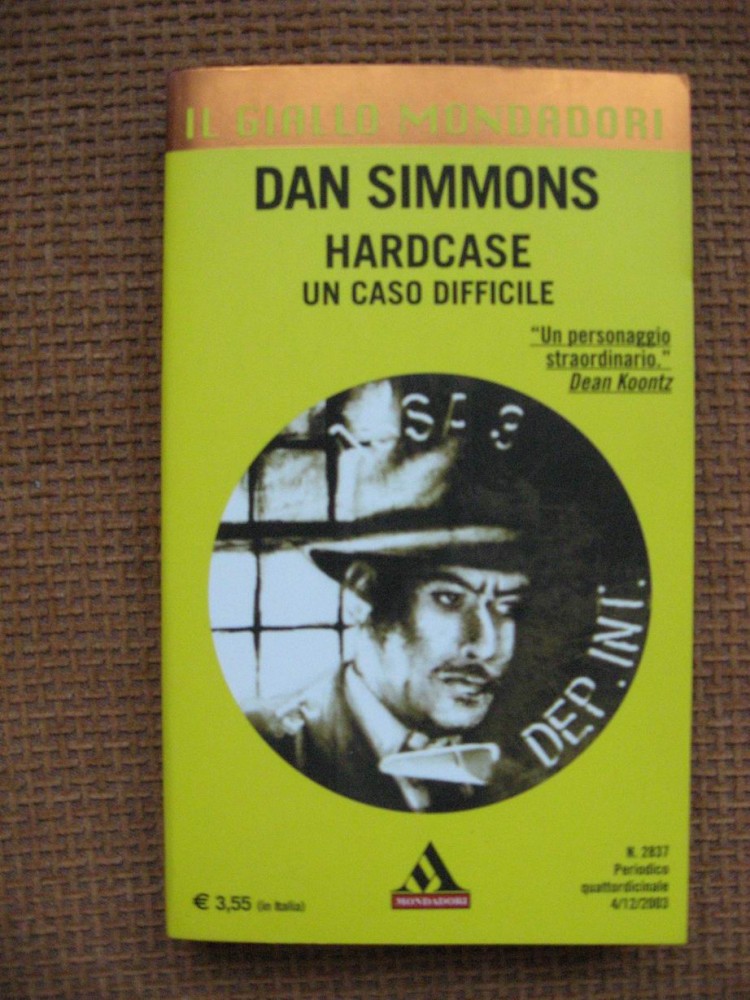 IL GIALLO MONDADORI
DAN SIMMONS
HARDCASE
UN CASO DIFFICILE
"Un personaggio
straordinario."
Dean Koontz
DEP. INT.
MONDADORI
€ 3,55 (in Italia)
N. 2837
Periodico
quattordicinale
4/12/2003